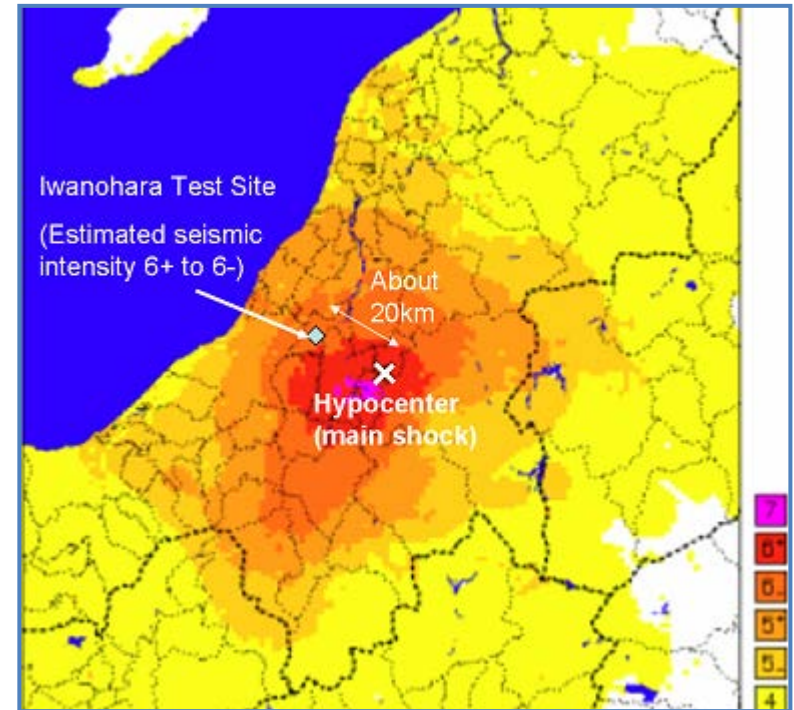 Iwanohara Test Site
(Estimated seismic
intensity 6+ to 6-)
About
20km
Hypocenter
(main shock)
7
6+
6-
5+
5-
4